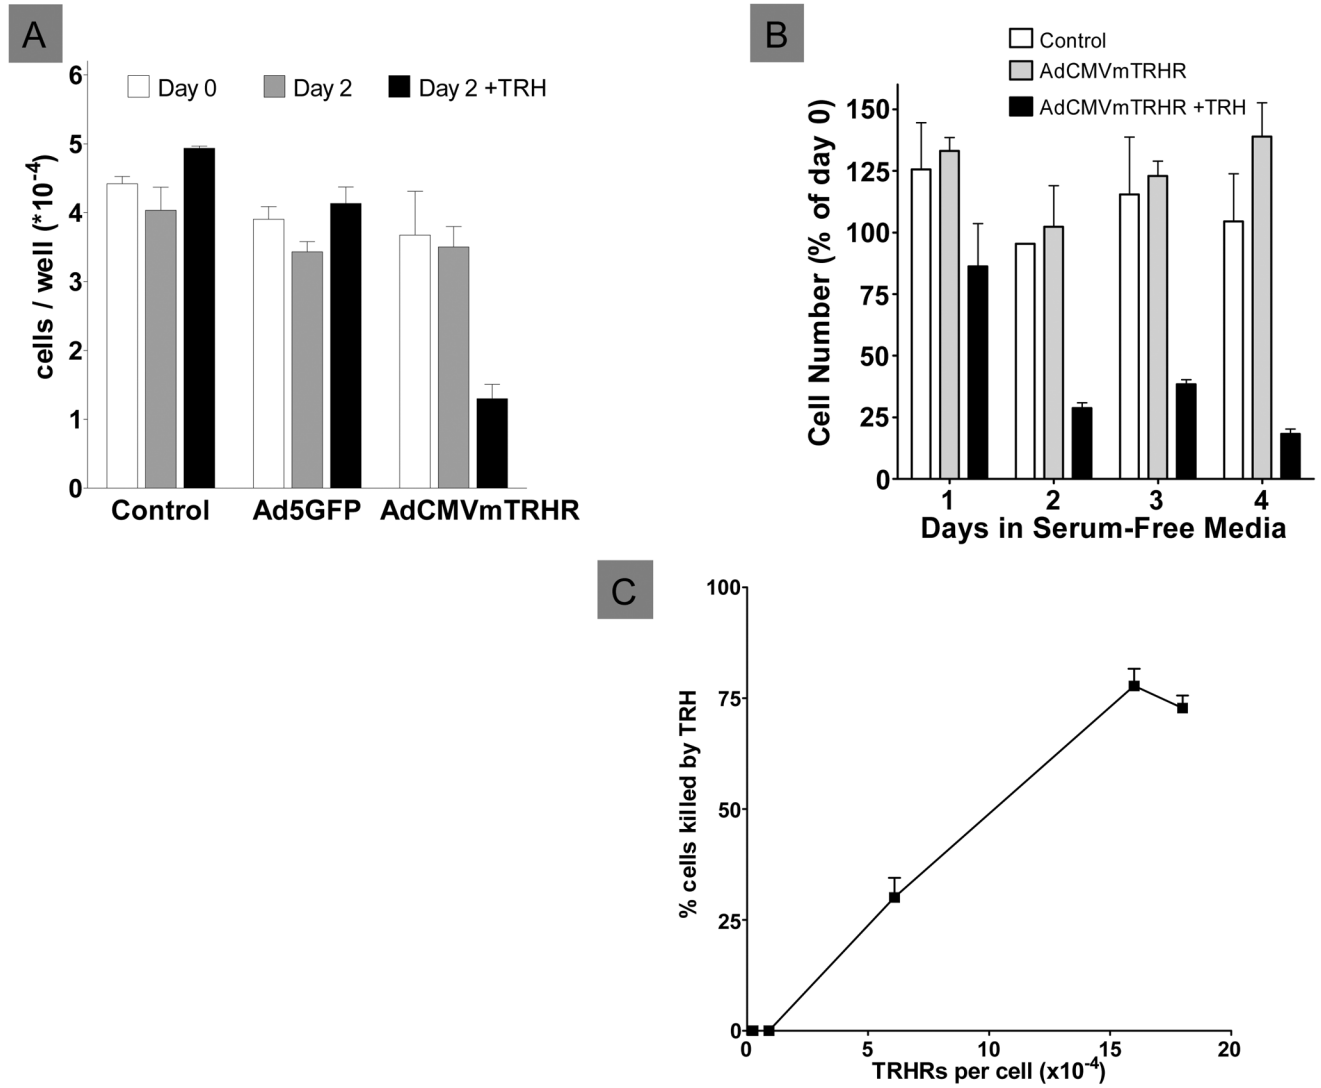 A
6
5
4
3
2
1
0
cells / well (*10-4)
Day 0
Day 2
Day 2 +TRH
Control
Ad5GFP
AdCMVmTRHR
B
Control
AdCMVmTRHR
AdCMVmTRHR +TRH
150
125
100
75
50
25
0
Cell Number (% of day 0)
1 2 3 4
Days in Serum-Free Media
C
100
75
50
25
0
% cells killed by TRH
0 5 10 15 20
TRHRs per cell (x10-4)